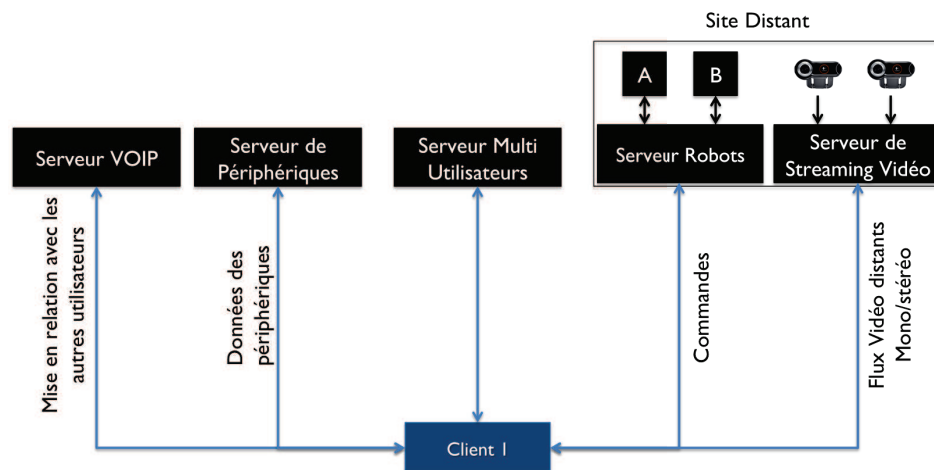 Site Distant
A
B
Serveur VOIP
Serveur de
Périphériques
Serveur Multi
Utilisateurs
Serveur Robots
Serveur de
Streaming Vidéo
Mise en relation avec les
autres utilisateurs
Données des
périphériques
Commandes
Flux Vidéo distants
Mono/stéréo
Client 1